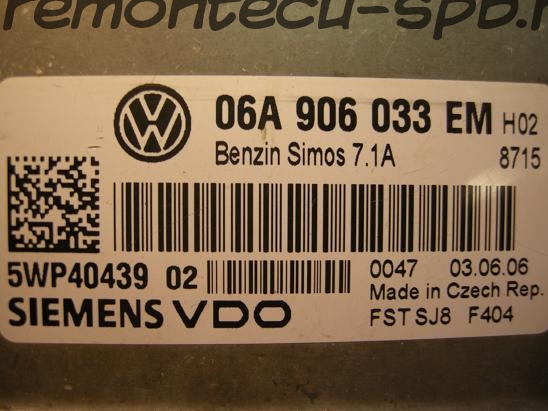 remontecu-spb.r
06A 906 033 EM H02
Benzin Simos 7.1A 8715
5WP40439 02
0047 03.06.06
Made in Czech Rep.
SIEMENS VDO
FST SJ8 F404